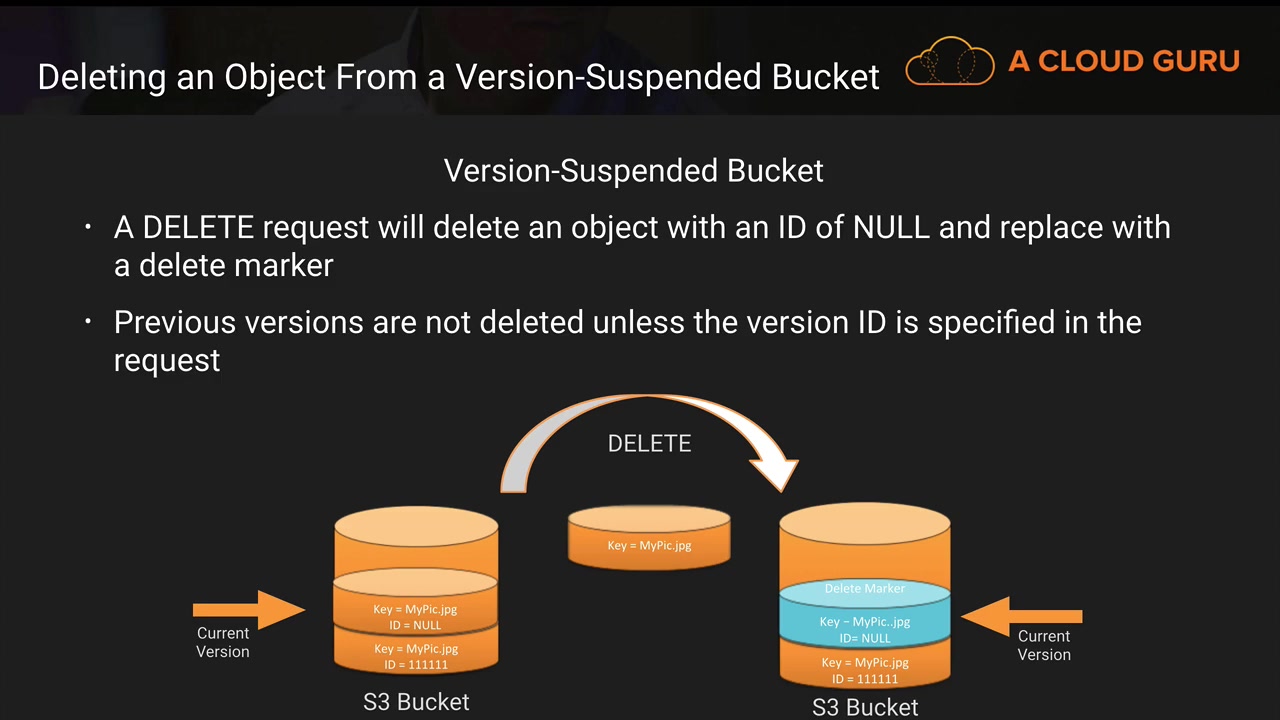 Deleting an Object From a Version-Suspended Bucket
A CLOUD GURU
Version-Suspended Bucket
· A DELETE request will delete an object with an ID of NULL and replace with
a delete marker
· Previous versions are not deleted unless the version ID is specified in the
request
DELETE
Key = MyPic.jpg
Current
Version
Key = MyPic.jpg
ID = NULL
Key = MyPic.jpg
ID = 111111
S3 Bucket
Delete Marker
Key – MyPic..jpg
ID= NULL
Key = MyPic.jpg
ID = 111111
Current
Version
S3 Bucket